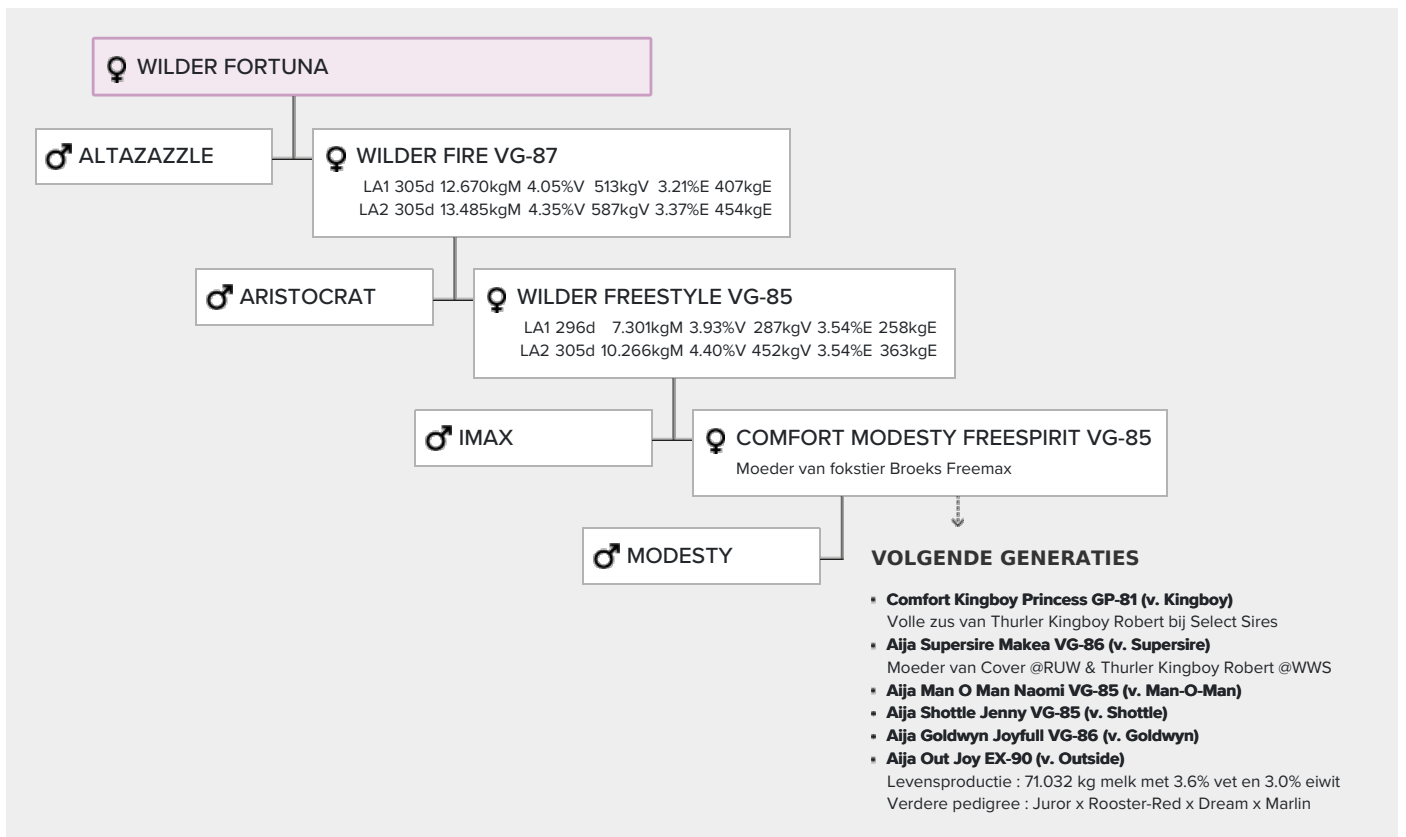 WILDER FORTUNA
ALTAZAZZLE
WILDER FIRE VG-87
LA1 305d 12.670kgM 4.05%V 513kgV 3.21%E 407kgE
LA2 305d 13.485kgM 4.35%V 587kgV 3.37%E 454kgE
ARISTOCRAT
WILDER FREESTYLE VG-85
LA1 296d 7.301kgM 3.93%V 287kgV 3.54%E 258kgE
LA2 305d 10.266kgM 4.40%V 452kgV 3.54%E 363kgE
IMAX
COMFORT MODESTY FREESPIRIT VG-85
Moeder van fokstier Broeks Freemax
MODESTY
VOLGENDE GENERATIES
Comfort Kingboy Princess GP-81 (v. Kingboy)
Volle zus van Thurler Kingboy Robert bij Select Sires
Aija Supersire Makea VG-86 (v. Supersire)
Moeder van Cover @RUW & Thurler Kingboy Robert @WWS
Aija Man O Man Naomi VG-85 (v. Man-O-Man)
Aija Shottle Jenny VG-85 (v. Shottle)
Aija Goldwyn Joyfull VG-86 (v. Goldwyn)
Aija Out Joy EX-90 (v. Outside)
Levensproductie : 71.032 kg melk met 3.6% vet en 3.0% eiwit
Verdere pedigree : Juror x Rooster-Red x Dream x Marlin